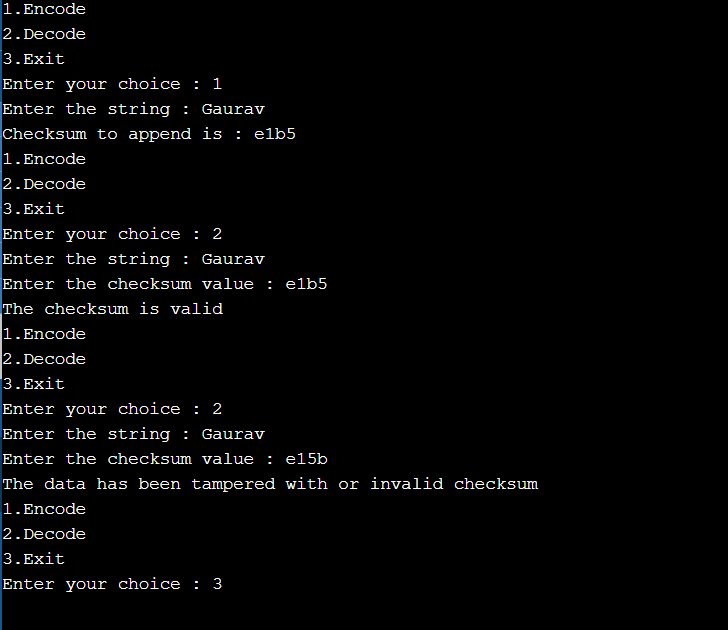 1.Encode
2.Decode
3.Exit
Enter your choice : 1
Enter the string : Gaurav
Checksum to append is : e1b5
1.Encode
2.Decode
3.Exit
Enter your choice : 2
Enter the string : Gaurav
Enter the checksum value : e1b5
The checksum is valid
1.Encode
2.Decode
3.Exit
Enter your choice : 2
Enter the string : Gaurav
Enter the checksum value : e15b
The data has been tampered with or invalid checksum
1.Encode
2.Decode
3.Exit
Enter your choice : 3